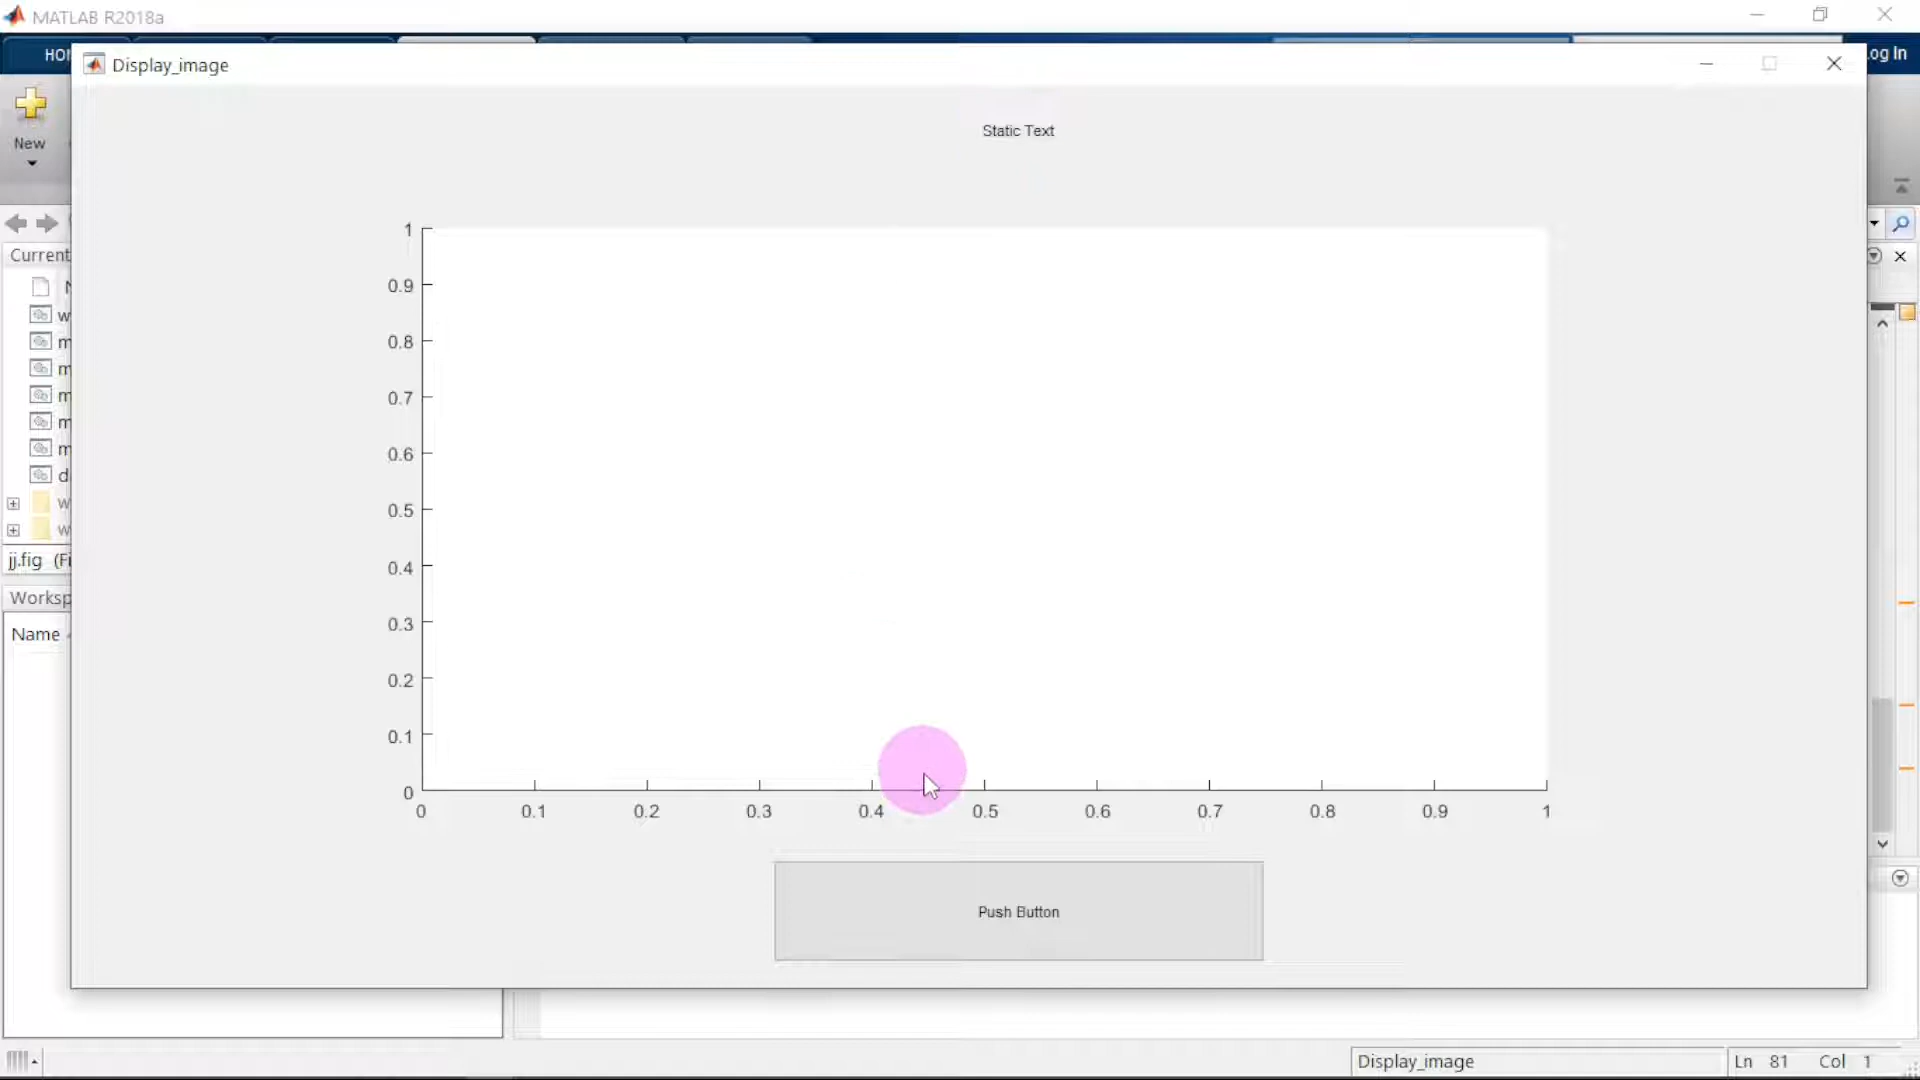 MATLAB R2018a
HO
og In
Display_image
New
Static Text
Current
w
m
m
m
m
m
d
w
w
jj.fig (Fi
Worksp
Name
1
0.9
0.8
0.7
0.6
0.5
0.4
0.3
0.2
0.1
0
0 0.1 0.2 0.3 0.4 0.5 0.6 0.7 0.8 0.9 1
Push Button
Display_image Ln 81 Col 1